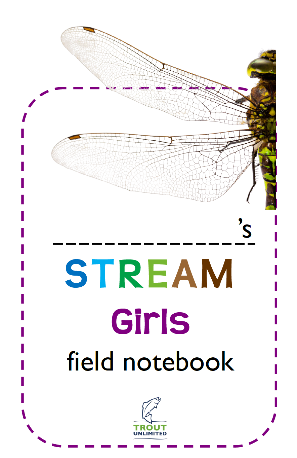 's
STREAM
Girls
field notebook
TROUT
UNLIMITED